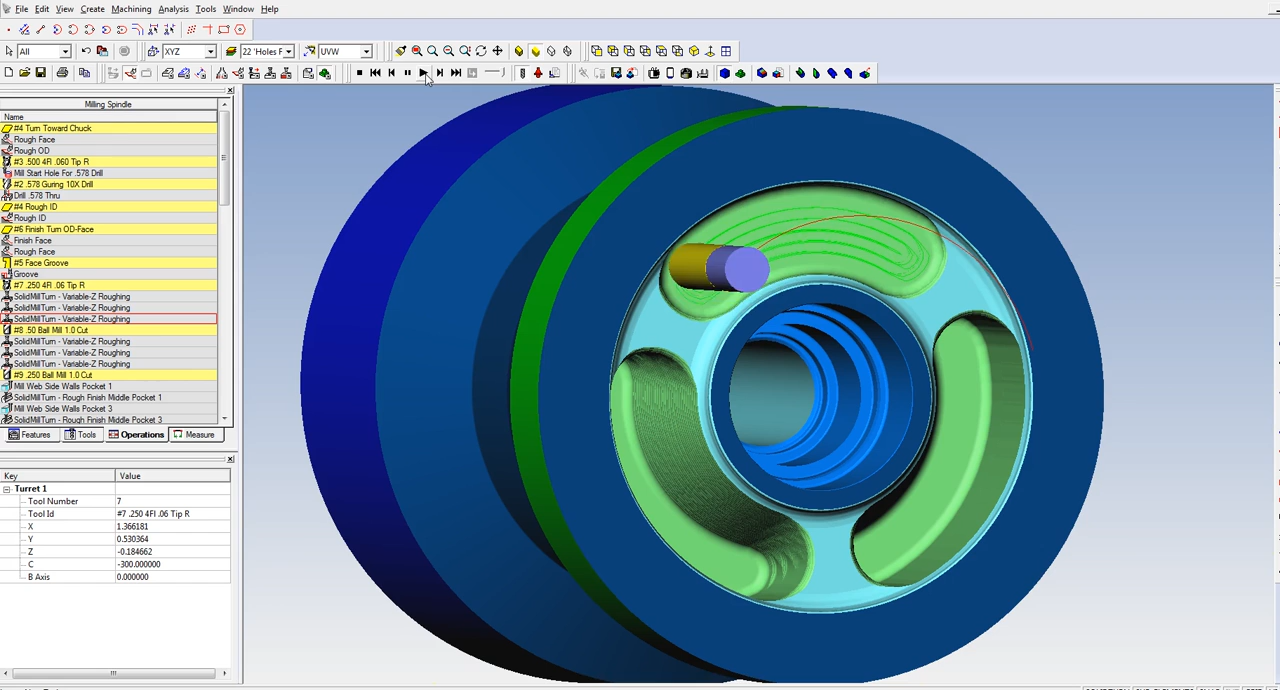 File Edit View Create Machining Analysis Tools Window Help
All XYZ 22 'Holes F UVW
Milling Spindle
Name
#4 Turn Toward Chuck
Rough Face
Rough OD
#3 .500 4Fl .060 Tip R
Mill Start Hole For .578 Drill
#2 .578 Guring 10X Drill
Drill .578 Thru
#4 Rough ID
Rough ID
#6 Finish Turn OD-Face
Finish Face
Rough Face
#5 Face Groove
Groove
#7 .250 4Fl .06 Tip R
SolidMillTurn - Variable-Z Roughing
SolidMillTurn - Variable-Z Roughing
SolidMillTurn - Variable-Z Roughing
#8 .50 Ball Mill 1.0 Cut
SolidMillTurn - Variable-Z Roughing
SolidMillTurn - Variable-Z Roughing
SolidMillTurn - Variable-Z Roughing
#9 .250 Ball Mill 1.0 Cut
Mill Web Side Walls Pocket 1
SolidMillTurn - Rough Finish Middle Pocket 1
Mill Web Side Walls Pocket 3
SolidMillTurn - Rough Finish Middle Pocket 3
Features Tools Operations Measure
Key Value
Turret 1
Tool Number 7
Tool Id #7 .250 4Fl .06 Tip R
X 1.366181
Y 0.530364
Z -0.184662
C -300.000000
B Axis 0.000000